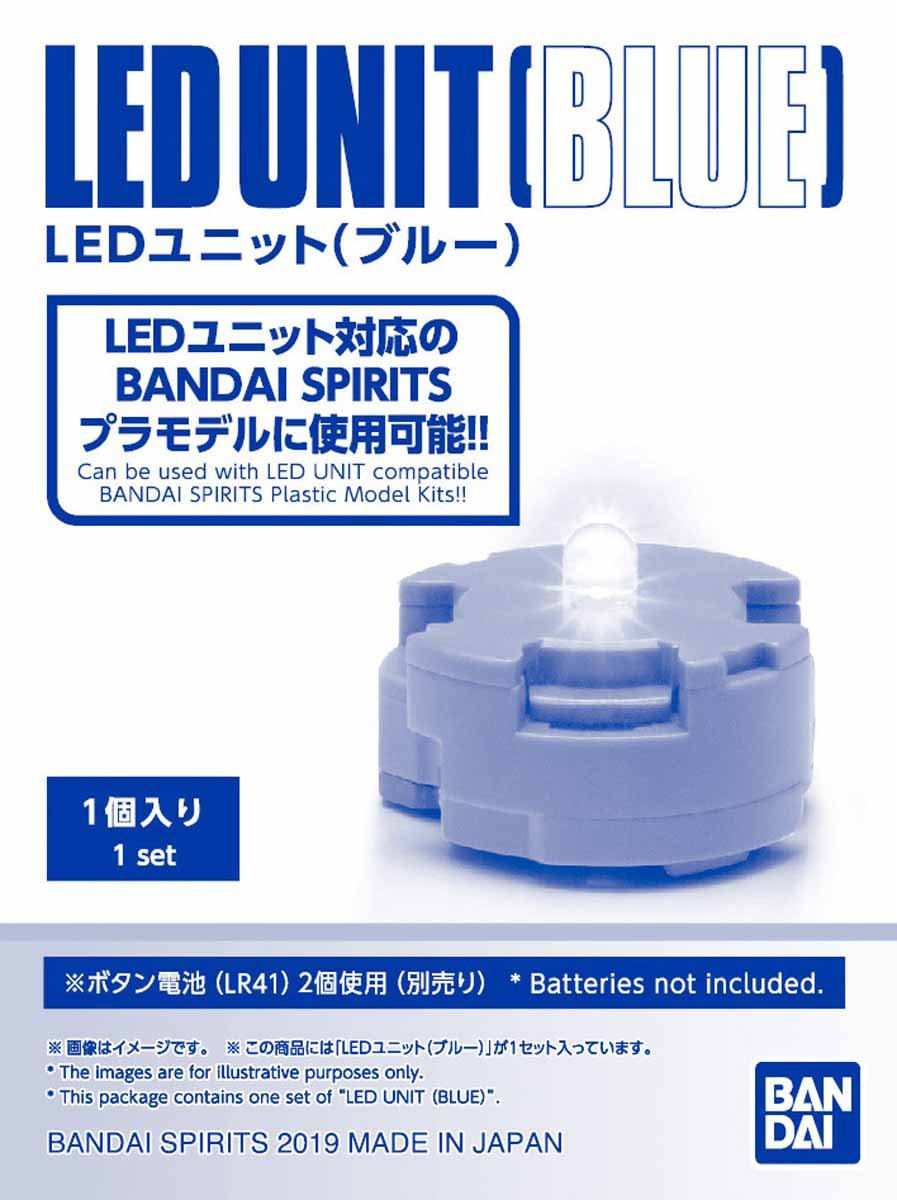 LED UNIT(BLUE)
LEDユニット(ブルー)
LEDユニット対応の
BANDAI SPIRITS
プラモデルに使用可能!!
Can be used with LED UNIT compatible
BANDAI SPIRITS Plastic Model Kits!!
1個入り
1 set
※ボタン電池(LR41)2個使用(別売り) * Batteries not included.
※ 画像はイメージです。 ※ この商品には「LEDユニット(ブルー)」が1セット入っています。
* The images are for illustrative purposes only.
* This package contains one set of "LED UNIT (BLUE)".
BANDAI SPIRITS 2019 MADE IN JAPAN
BAN
DAI